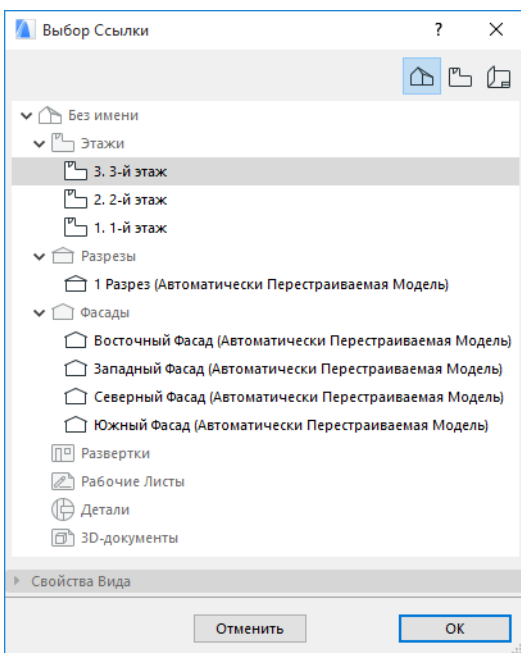 Выбор Ссылки
?
Без имени
Этажи
3. 3-й этаж
2. 2-й этаж
1. 1-й этаж
Разрезы
1 Разрез (Автоматически Перестраиваемая Модель)
Фасады
Восточный Фасад (Автоматически Перестраиваемая Модель)
Западный Фасад (Автоматически Перестраиваемая Модель)
Северный Фасад (Автоматически Перестраиваемая Модель)
Южный Фасад (Автоматически Перестраиваемая Модель)
Развертки
Рабочие Листы
Детали
3D-документы
Свойства Вида
Отменить
OK